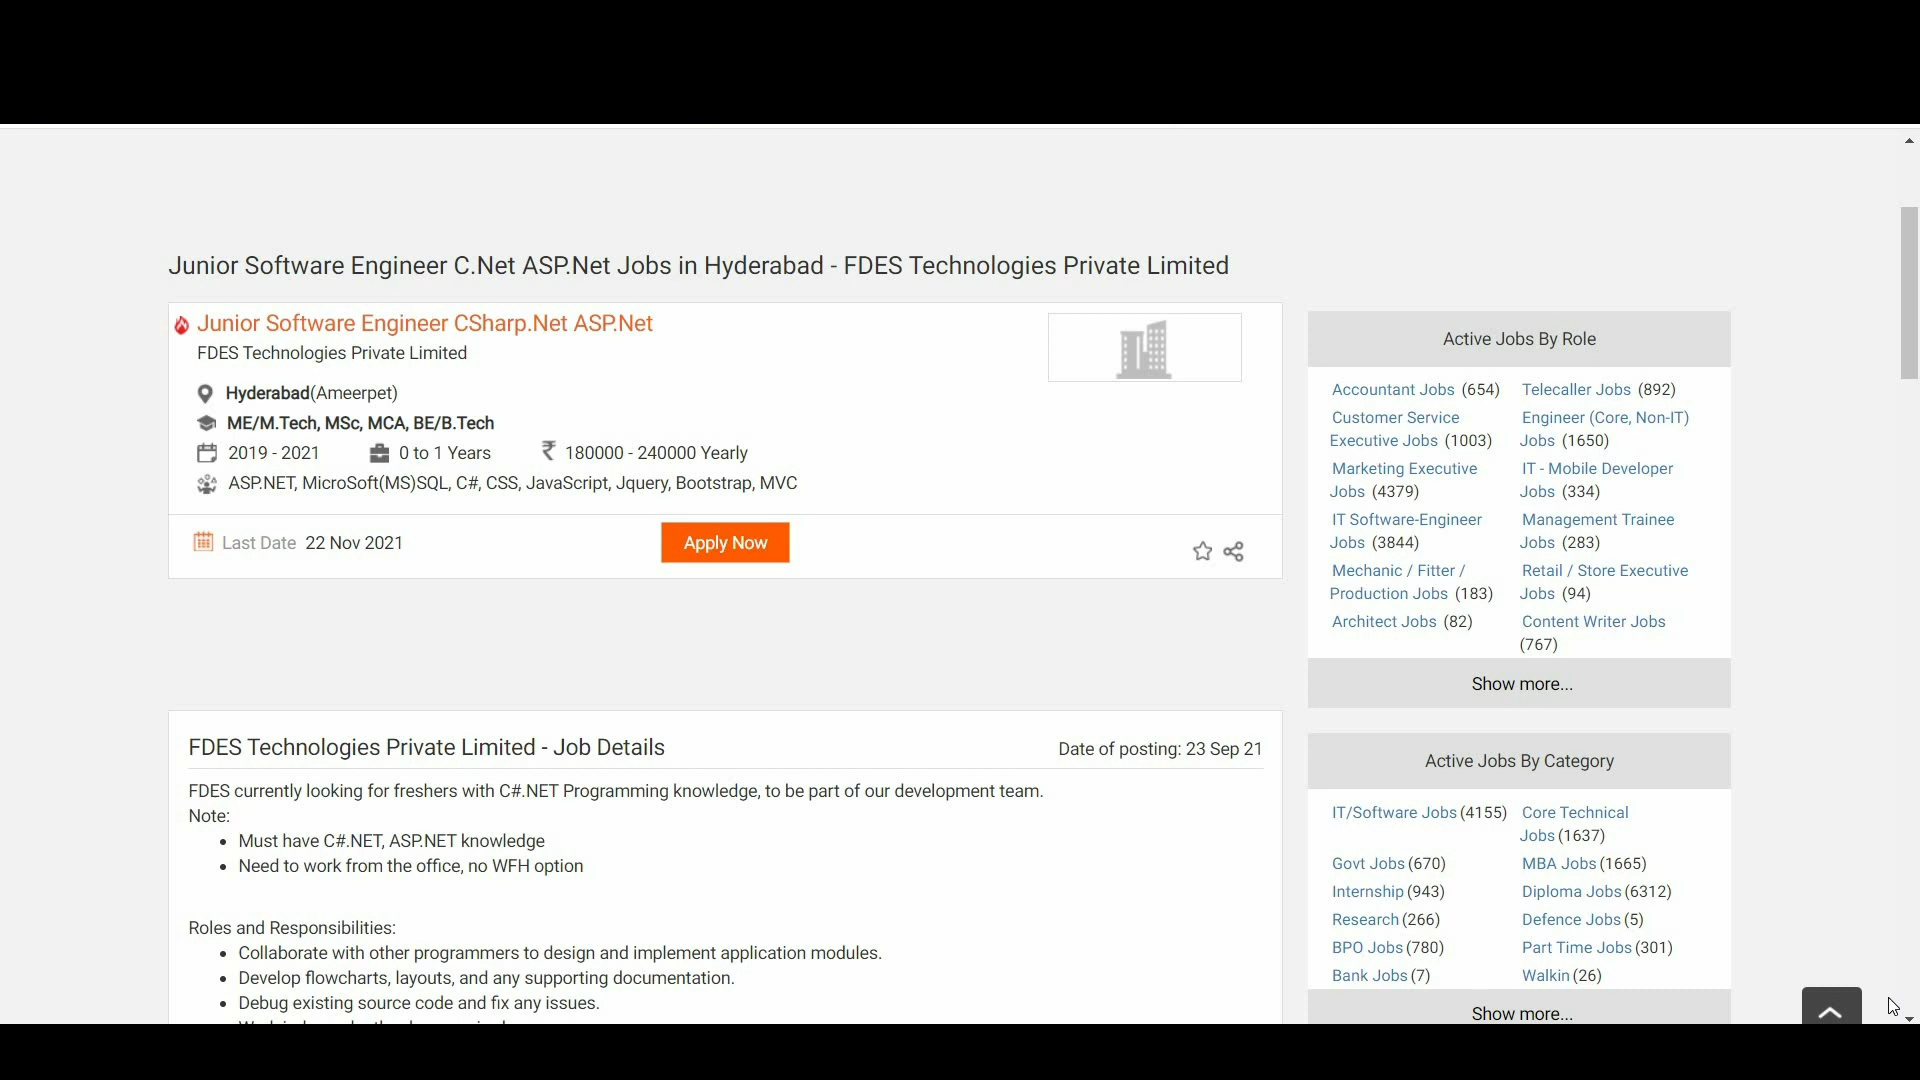 Junior Software Engineer C.Net ASP.Net Jobs in Hyderabad - FDES Technologies Private Limited
Junior Software Engineer CSharp.Net ASP.Net
FDES Technologies Private Limited
Hyderabad(Ameerpet)
ME/M.Tech, MSc, MCA, BE/B.Tech
2019 - 2021 0 to 1 Years ₹ 180000 - 240000 Yearly
ASP.NET, MicroSoft(MS)SQL, C#, CSS, JavaScript, Jquery, Bootstrap, MVC
Last Date 22 Nov 2021
Apply Now
FDES Technologies Private Limited - Job Details
Date of posting: 23 Sep 21
FDES currently looking for freshers with C#.NET Programming knowledge, to be part of our development team.
Note:
• Must have C#.NET, ASP.NET knowledge
• Need to work from the office, no WFH option
Roles and Responsibilities:
• Collaborate with other programmers to design and implement application modules.
• Develop flowcharts, layouts, and any supporting documentation.
• Debug existing source code and fix any issues.
Active Jobs By Role
Accountant Jobs (654)
Telecaller Jobs (892)
Customer Service
Executive Jobs (1003)
Engineer (Core, Non-IT)
Jobs (1650)
Marketing Executive
Jobs (4379)
IT - Mobile Developer
Jobs (334)
IT Software-Engineer
Jobs (3844)
Management Trainee
Jobs (283)
Mechanic / Fitter /
Production Jobs (183)
Retail / Store Executive
Jobs (94)
Architect Jobs (82)
Content Writer Jobs
(767)
Show more...
Active Jobs By Category
IT/Software Jobs (4155)
Core Technical
Jobs (1637)
Govt Jobs (670)
MBA Jobs (1665)
Internship (943)
Diploma Jobs (6312)
Research (266)
Defence Jobs (5)
BPO Jobs (780)
Part Time Jobs (301)
Bank Jobs (7)
Walkin (26)
Show more...